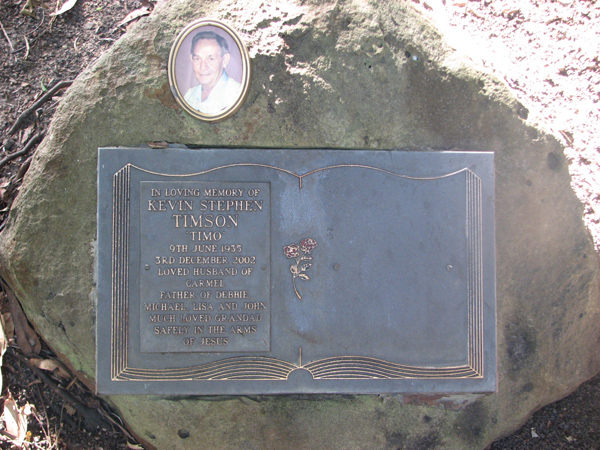 IN LOVING MEMORY OF
KEVIN STEPHEN
TIMSON
TIMO
9TH JUNE 1935
3RD DECEMBER 2002
LOVED HUSBAND OF
CARMEL
FATHER OF DEBBIE
MICHAEL, LISA AND JOHN
MUCH LOVED GRANDAD
SAFELY IN THE ARMS
OF JESUS